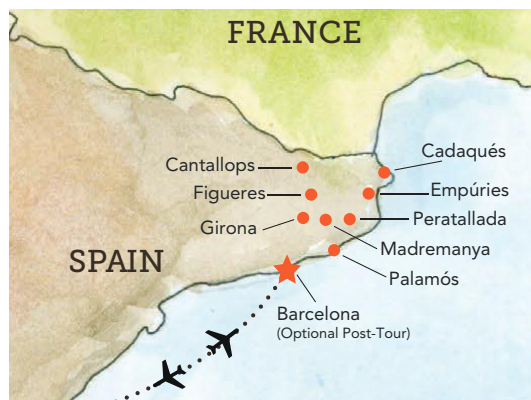 FRANCE
Cantallops
Cadaqués
Figueres
Empúries
Girona
Peratallada
Madremanya
SPAIN
Palamós
Barcelona
(Optional Post-Tour)